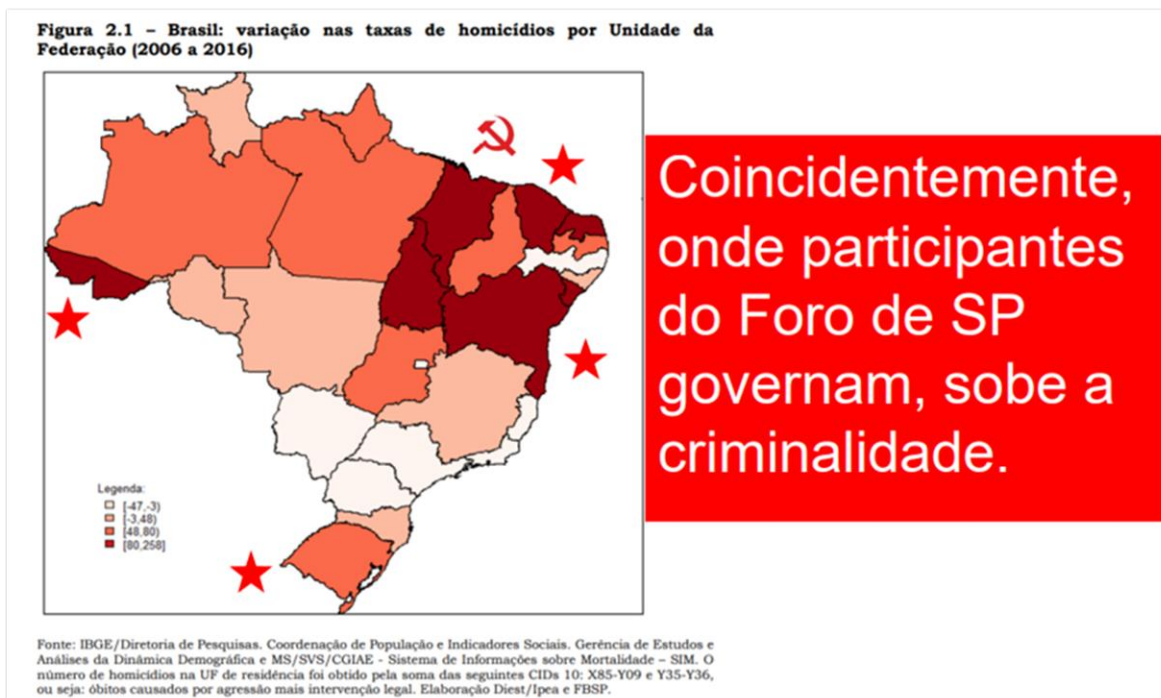 Figura 2.1 – Brasil: variação nas taxas de homicídios por Unidade da
Federação (2006 a 2016)
Coincidentemente,
onde participantes
do Foro de SP
governam, sobe a
criminalidade.
Legenda:
[-47,-3)
[-3,48)
[48,80)
[80,258]
Fonte: IBGE/Diretoria de Pesquisas. Coordenação de População e Indicadores Sociais. Gerência de Estudos e
Análises da Dinâmica Demográfica e MS/SVS/CGIAE - Sistema de Informações sobre Mortalidade – SIM. O
número de homicídios na UF de residência foi obtido pela soma das seguintes CIDs 10: X85-Y09 e Y35-Y36,
ou seja: óbitos causados por agressão mais intervenção legal. Elaboração Diest/Ipea e FBSP.